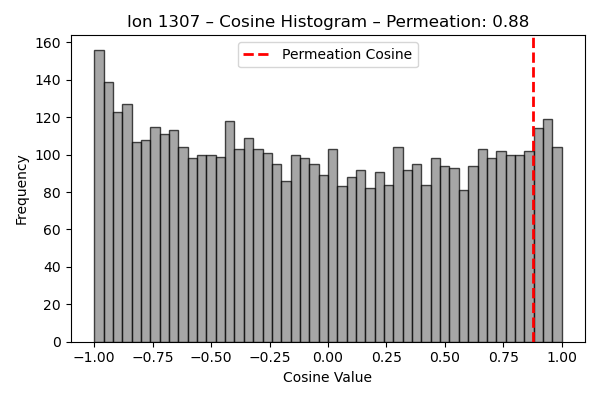 Ion 1307 – Cosine Histogram – Permeation: 0.88
Permeation Cosine
Frequency
160
140
120
100
80
60
40
20
0
−1.00 −0.75 −0.50 −0.25 0.00 0.25 0.50 0.75 1.00
Cosine Value